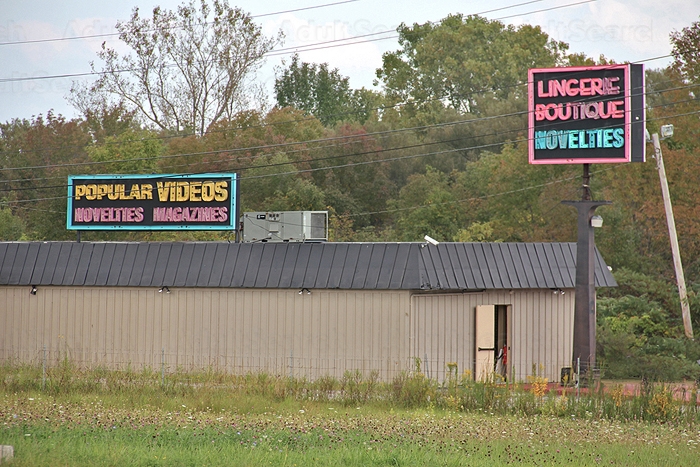 POPULAR VIDEOS
NOVELTIES MAGAZINES
LINGERIE
BOUTIQUE
NOVELTIES